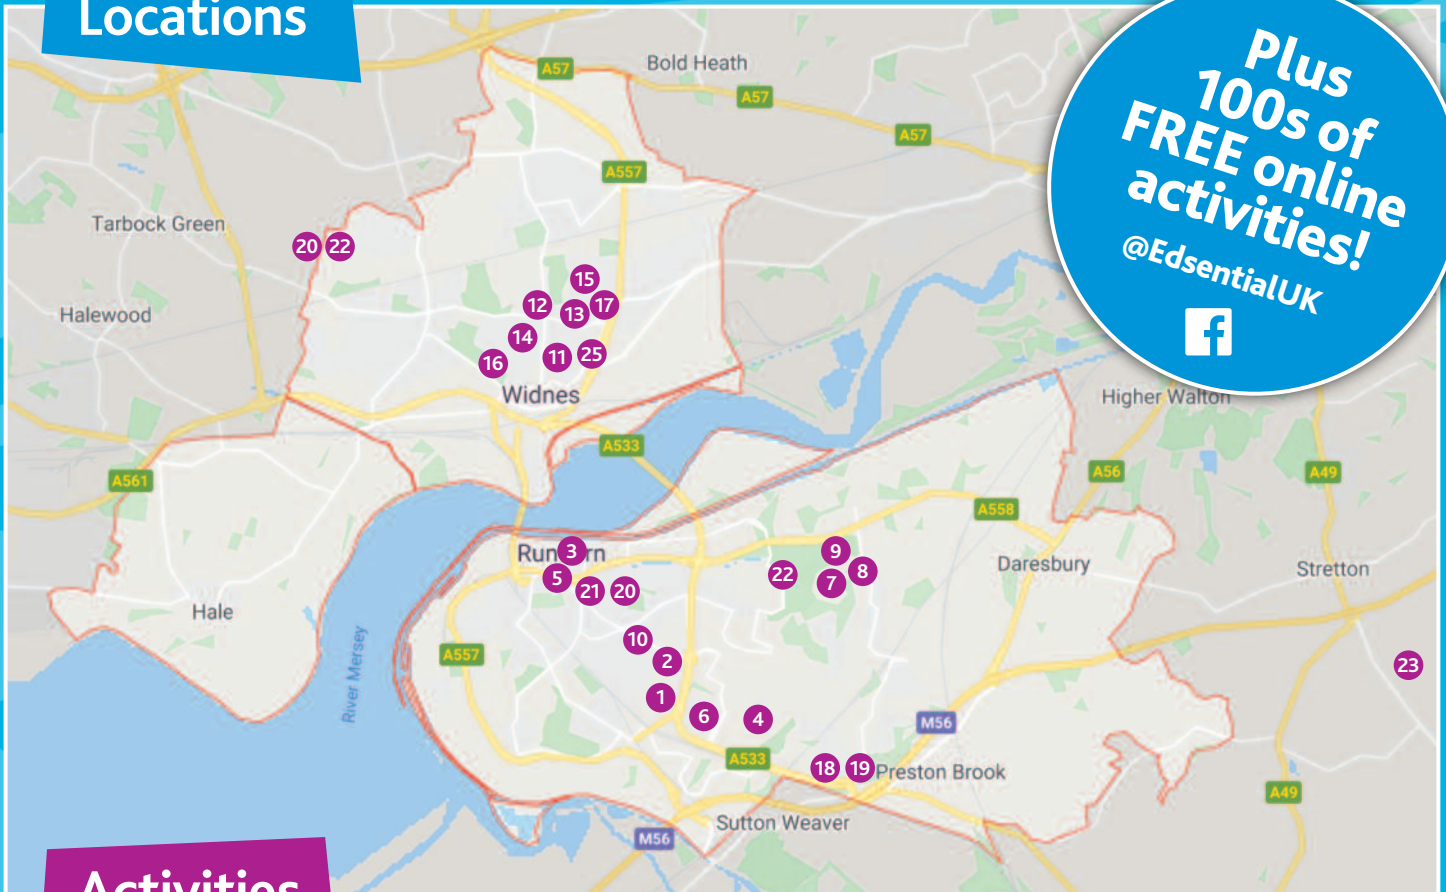 Locations
Plus
100s of
FREE online
activities!
@EdsentialUK
A57
Bold Heath
A57
A57
A557
Tarbock Green
20
22
15
Halewood
12
13
17
14
16
11
25
Widnes
Higher Walton
A533
A561
A56
A49
A558
Runcorn
3
9
5
22
7
8
Daresbury
Stretton
21
20
Hale
10
A557
2
23
River Mersey
1
6
4
M56
A533
18
19
Preston Brook
A49
Sutton Weaver
M56
Activities